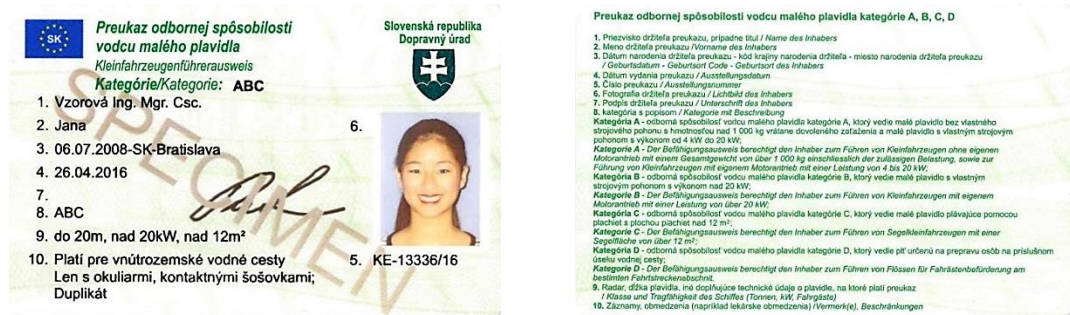 SK
Preukaz odbornej spôsobilosti
vodcu malého plavidla
Kleinfahrzeugenführerausweis
Kategórie/Kategorie: ABC
Slovenská republika
Dopravný úrad
1. Vzorová Ing. Mgr. Csc.
2. Jana
3. 06.07.2008-SK-Bratislava
4. 26.04.2016
6.
7.
8. ABC
9. do 20m, nad 20kW, nad 12m²
10. Platí pre vnútrozemské vodné cesty
Len s okuliarmi, kontaktnými šošovkami;
Duplikát
5. KE-13336/16
SPECIMEN
Preukaz odbornej spôsobilosti vodcu malého plavidla kategórie A, B, C, D
1. Priezvisko držiteľa preukazu, prípadne titul / Name des Inhabers
2. Meno držiteľa preukazu /Vorname des Inhabers
3. Dátum narodenia držiteľa preukazu - kód krajiny narodenia držiteľa - miesto narodenia držiteľa preukazu
/ Geburtsdatum - Geburtsort Code - Geburtsort des Inhabers
4. Dátum vydania preukazu / Ausstellungsdatum
5. Číslo preukazu / Ausstellungsnummer
6. Fotografia držiteľa preukazu / Lichtbild des Inhabers
7. Podpis držiteľa preukazu / Unterschrift des Inhabers
8. kategória s popisom / Kategorie mit Beschreibung
Kategória A - odborná spôsobilosť vodcu malého plavidla kategórie A, ktorý vedie malé plavidlo bez vlastného
strojového pohonu s hmotnosťou nad 1 000 kg vrátane dovoleného zaťaženia a malé plavidlo s vlastným strojovým
pohonom s výkonom od 4 kW do 20 kW;
Kategorie A - Der Befähigungsausweis berechtigt den Inhaber zum Führen von Kleinfahrzeugen ohne eigenen
Motorantrieb mit einem Gesamtgewicht von über 1 000 kg einschliesslich der zulässigen Belastung, sowie zur
Führung von Kleinfahrzeugen mit eigenem Motorantrieb mit einer Leistung von 4 bis 20 kW;
Kategória B - odborná spôsobilosť vodcu malého plavidla kategórie B, ktorý vedie malé plavidlo s vlastným
strojovým pohonom s výkonom nad 20 kW;
Kategorie B - Der Befähigungsausweis berechtigt den Inhaber zum Führen von Kleinfahrzeugen mit eigenem
Motorantrieb mit einer Leistung von über 20 kW;
Kategória C - odborná spôsobilosť vodcu malého plavidla kategórie C, ktorý vedie malé plavidlo plávajúce pomocou
plachiet s plochou plachiet nad 12 m²;
Kategorie C - Der Befähigungsausweis berechtigt den Inhaber zum Führen von Segelkleinfahrzeugen mit einer
Segelfläche von über 12 m²;
Kategória D - odborná spôsobilosť vodcu malého plavidla kategórie D, ktorý vedie plť určenú na prepravu osôb na príslušnom
úseku vodnej cesty;
Kategorie D - Der Befähigungsausweis berechtigt den Inhaber zum Führen von Flössen für Fahrästenbefürderung am
bestimten Fahrtstreckenabschnit.
9. Radar, dĺžka plavidla, iné doplňujúce technické údaje o plavidle, na ktoré platí preukaz
/ Klasse und Tragfähigkeit des Schiffes (Tonnen, kW, Fahrgäste)
10. Záznamy, obmedzenia (napríklad lekárske obmedzenia) /Vermerk(e), Beschränkungen